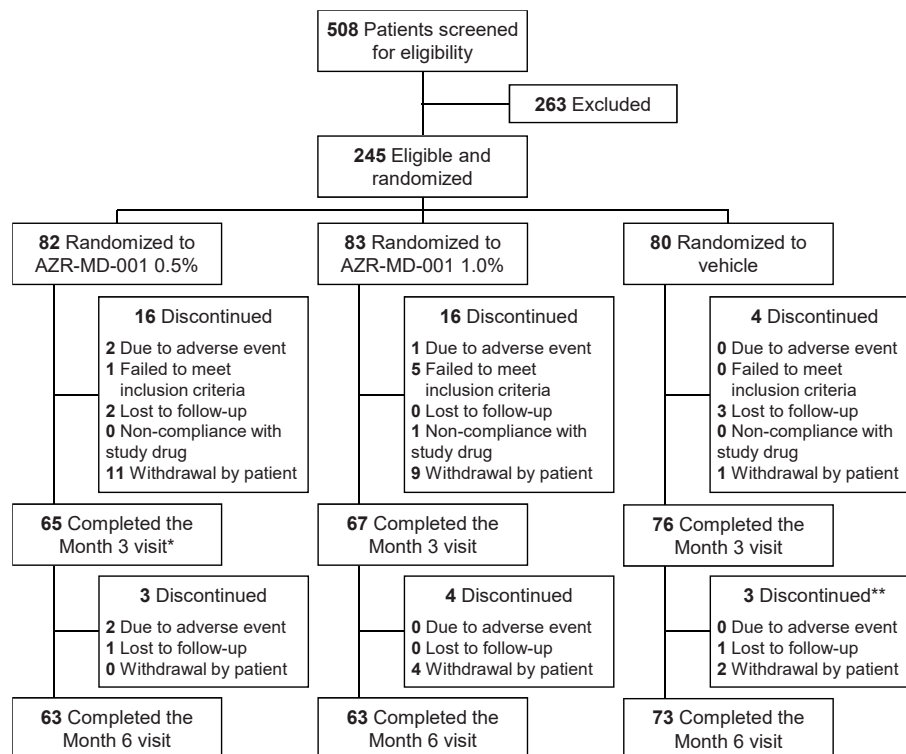 508 Patients screened
for eligibility
263 Excluded
245 Eligible and
randomized
82 Randomized to
AZR-MD-001 0.5%
83 Randomized to
AZR-MD-001 1.0%
80 Randomized to
vehicle
16 Discontinued
2 Due to adverse event
1 Failed to meet
inclusion criteria
2 Lost to follow-up
0 Non-compliance with
study drug
11 Withdrawal by patient
16 Discontinued
1 Due to adverse event
5 Failed to meet
inclusion criteria
0 Lost to follow-up
1 Non-compliance with
study drug
9 Withdrawal by patient
4 Discontinued
0 Due to adverse event
0 Failed to meet
inclusion criteria
3 Lost to follow-up
0 Non-compliance with
study drug
1 Withdrawal by patient
65 Completed the
Month 3 visit*
67 Completed the
Month 3 visit
76 Completed the
Month 3 visit
3 Discontinued
2 Due to adverse event
1 Lost to follow-up
0 Withdrawal by patient
4 Discontinued
0 Due to adverse event
0 Lost to follow-up
4 Withdrawal by patient
3 Discontinued**
0 Due to adverse event
1 Lost to follow-up
2 Withdrawal by patient
63 Completed the
Month 6 visit
63 Completed the
Month 6 visit
73 Completed the
Month 6 visit